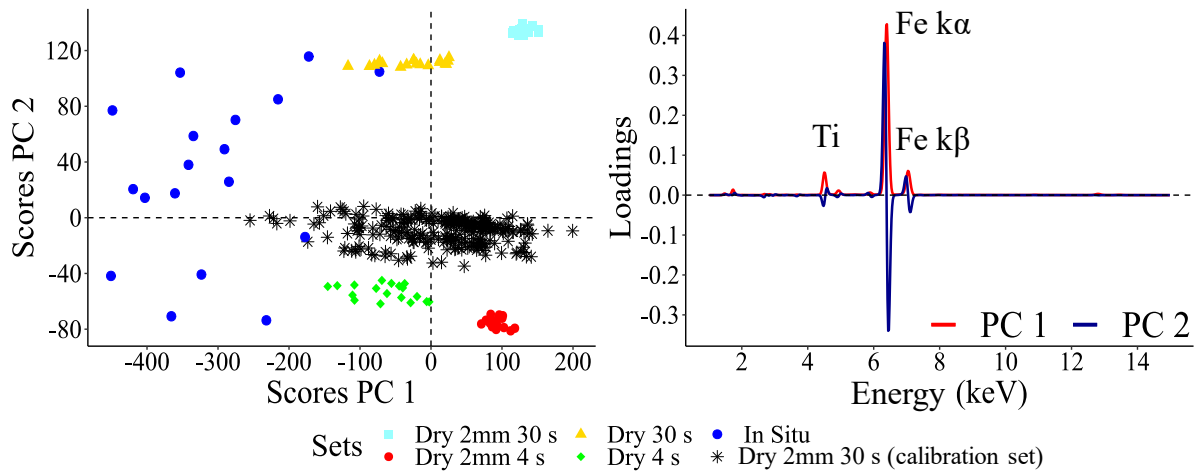 Scores PC 2
120
80
40
0
-40
-80
-400
-300
-200
-100
0
100
200
Scores PC 1
Loadings
0.4
0.3
0.2
0.1
0.0
-0.1
-0.2
-0.3
Fe kα
Ti
Fe kβ
PC 1
PC 2
2
4
6
8
10
12
14
Energy (keV)
Sets
Dry 2mm 30 s
Dry 30 s
In Situ
Dry 2mm 4 s
Dry 4 s
Dry 2mm 30 s (calibration set)